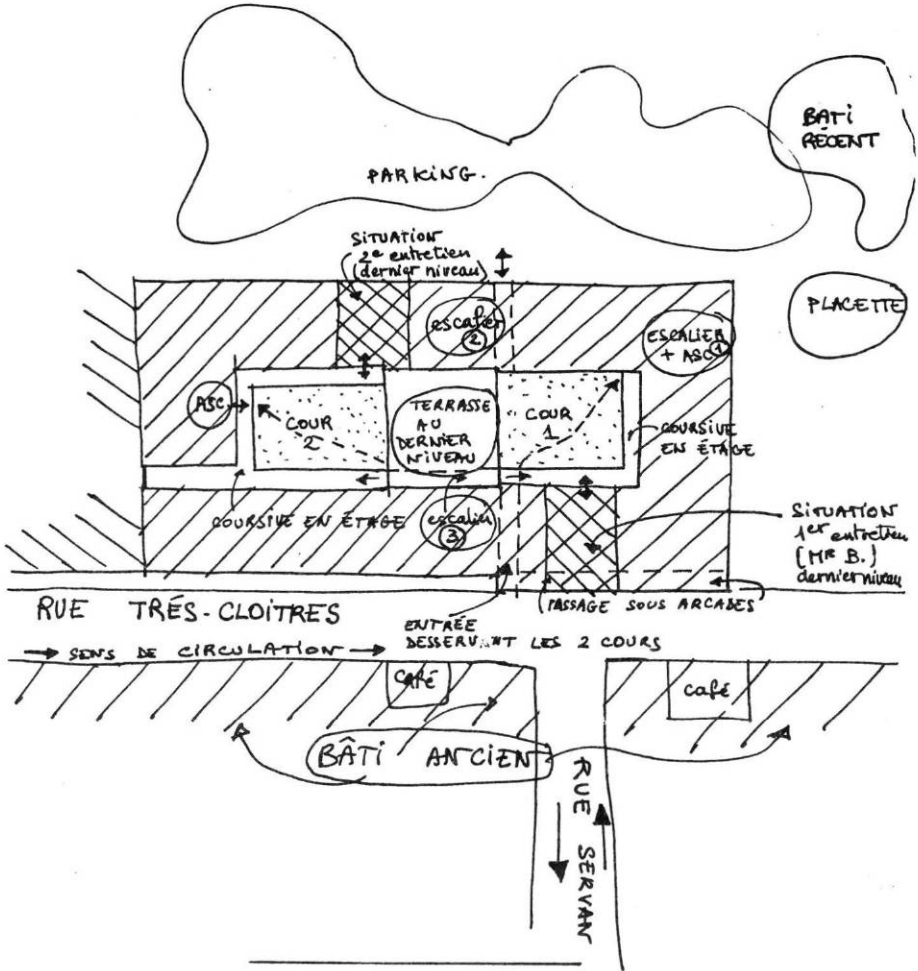 BATI
RÉCENT
PARKING.
SITUATION
2e entretien
(dernier niveau)
PLACETTE
escalier
2
ESCALIER
+ ASC 1
ASC
COUR
2
TERRASSE
AU
DERNIER
NIVEAU
COUR
1
COURSIVE
EN ÉTAGE
COURSIVE EN ÉTAGE
escalier
3
SITUATION
1er entretien
(MR B.)
dernier niveau
RUE TRÉS-CLOITRES
PASSAGE SOUS ARCADES
ENTRÉE
DESSERVANT LES 2 COURS
SENS DE CIRCULATION
café
café
BÂTI ANCIEN
RUE SERVAN